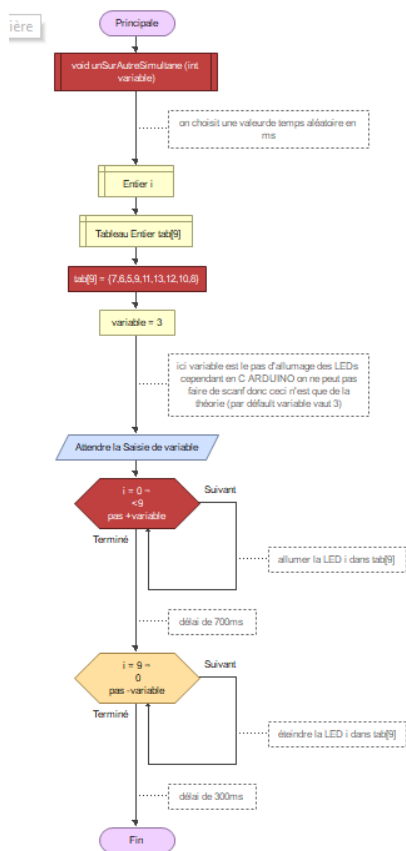 ière
Principale
void unSurAutreSimultane (int
variable)
on choisit une valeur de temps aléatoire en
ms
Entier i
Tableau Entier tab[9]
tab[9] = {7,6,5,9,11,13,12,10,8}
variable = 3
ici variable est le pas d'allumage des LEDs
cependant en C ARDUINO on ne peut pas
faire de scanf donc ceci n'est que de la
théorie (par défault variable vaut 3)
Attendre la Saisie de variable
i = 0 →
<9
pas +variable
Suivant
Terminé
allumer la LED i dans tab[9]
délai de 700ms
i = 9 →
0
pas -variable
Suivant
Terminé
éteindre la LED i dans tab[9]
délai de 300ms
Fin